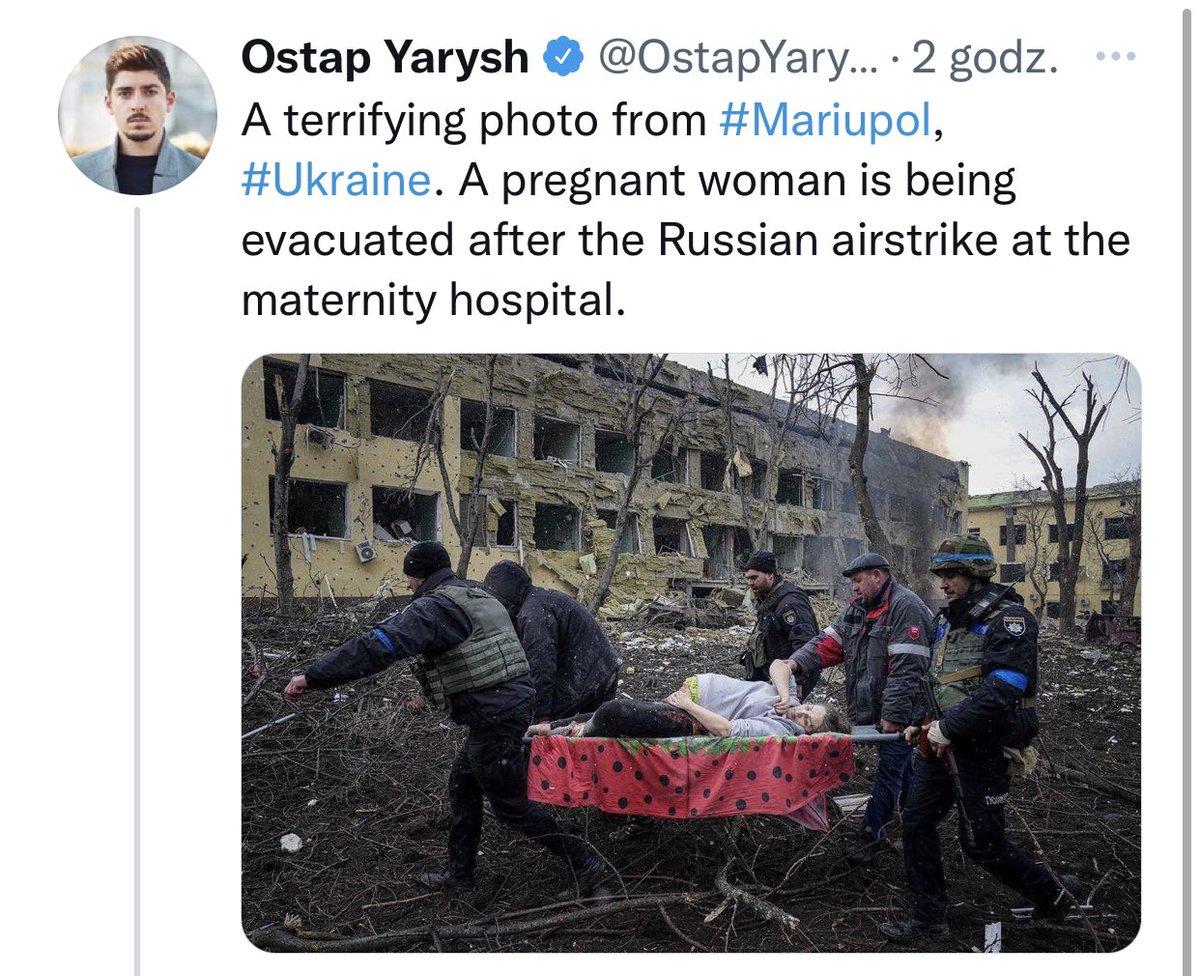 Ostap Yarysh @OstapYary... · 2 godz.
A terrifying photo from #Mariupol,
#Ukraine. A pregnant woman is being
evacuated after the Russian airstrike at the
maternity hospital.